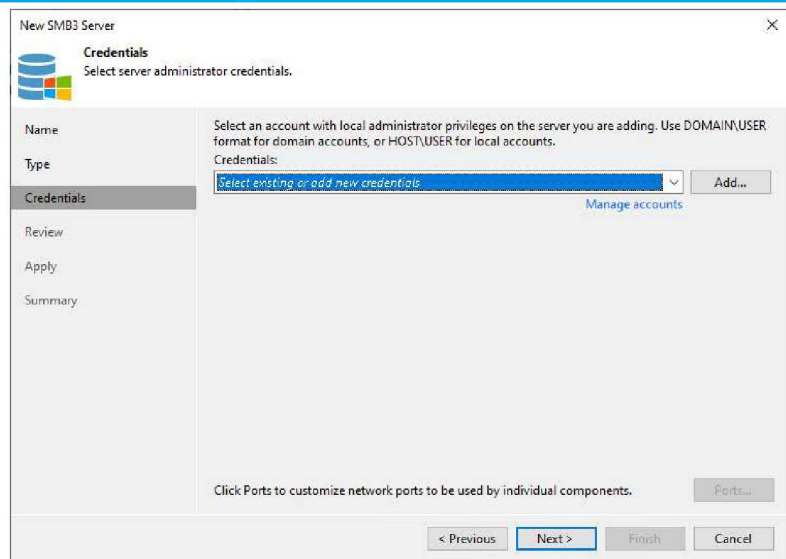 New SMB3 Server
Credentials
Select server administrator credentials.
Name
Type
Credentials
Review
Apply
Summary
Select an account with local administrator privileges on the server you are adding. Use DOMAIN\USER
format for domain accounts, or HOST\USER for local accounts.
Credentials:
Select existing or add new credentials
Add...
Manage accounts
Click Ports to customize network ports to be used by individual components.
Ports...
< Previous
Next >
Finish
Cancel